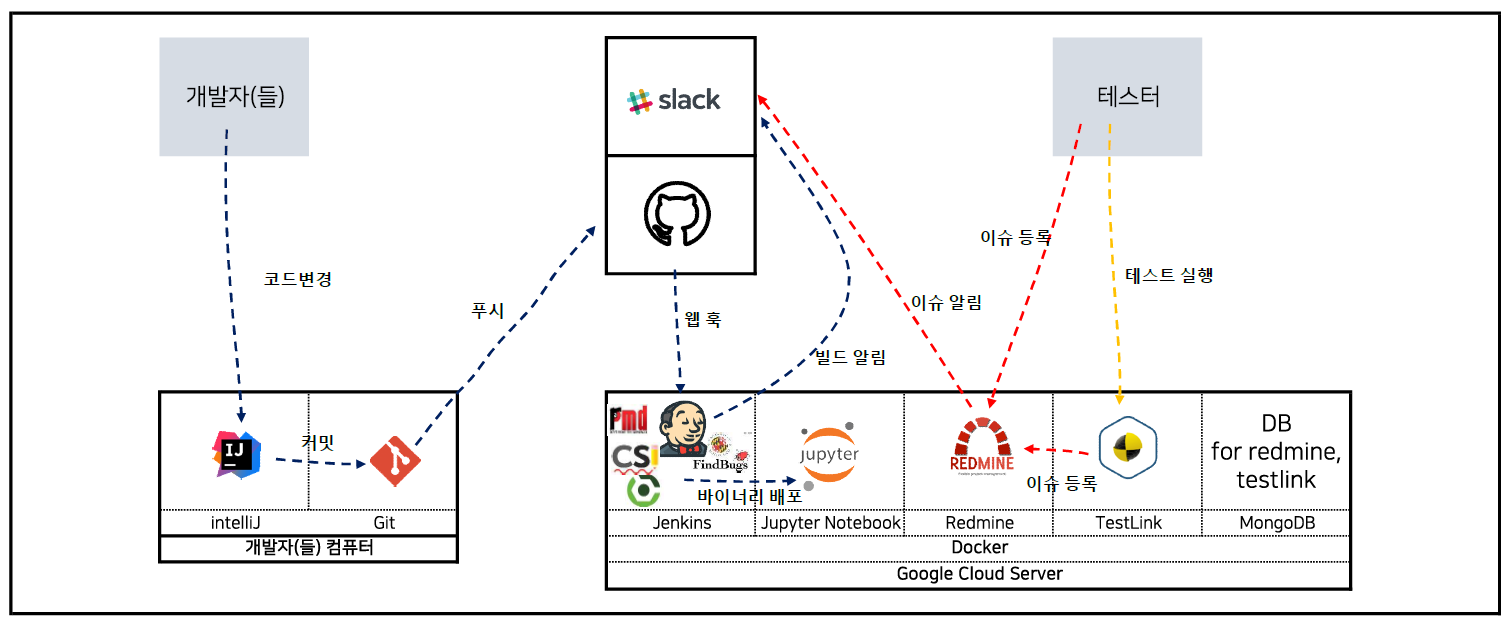 개발자(들)
slack
테스터
코드변경
푸시
웹 훅
빌드 알림
이슈 알림
이슈 등록
테스트 실행
IJ
커밋
intelliJ
Git
개발자(들) 컴퓨터
Pmd
CS!
FindBugs
바이너리 배포
jupyter
REDMINE
이슈 등록
DB
for redmine,
testlink
Jenkins
Jupyter Notebook
Redmine
TestLink
MongoDB
Docker
Google Cloud Server